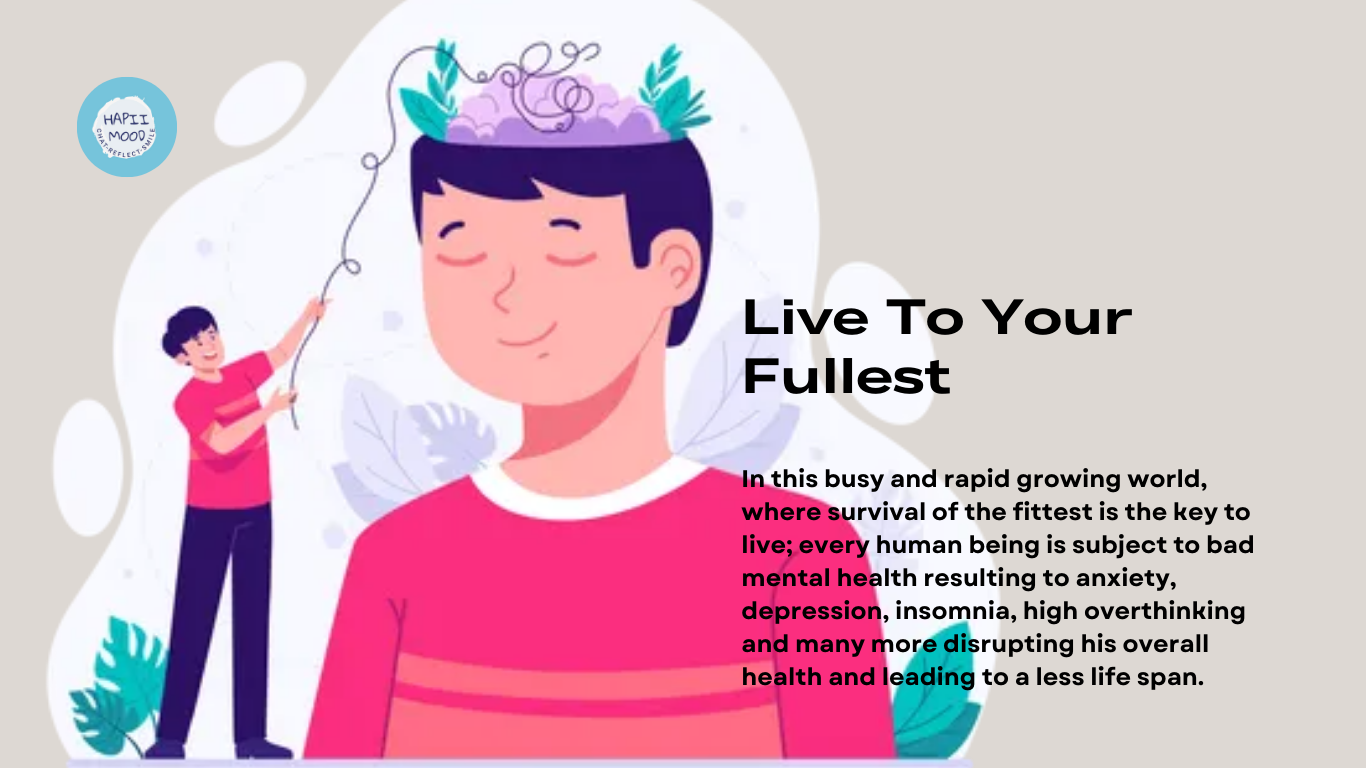 HAPII
MOOD
CHAT-REFLECT-SMILE
Live To Your
Fullest
In this busy and rapid growing world,
where survival of the fittest is the key to
live; every human being is subject to bad
mental health resulting to anxiety,
depression, insomnia, high overthinking
and many more disrupting his overall
health and leading to a less life span.